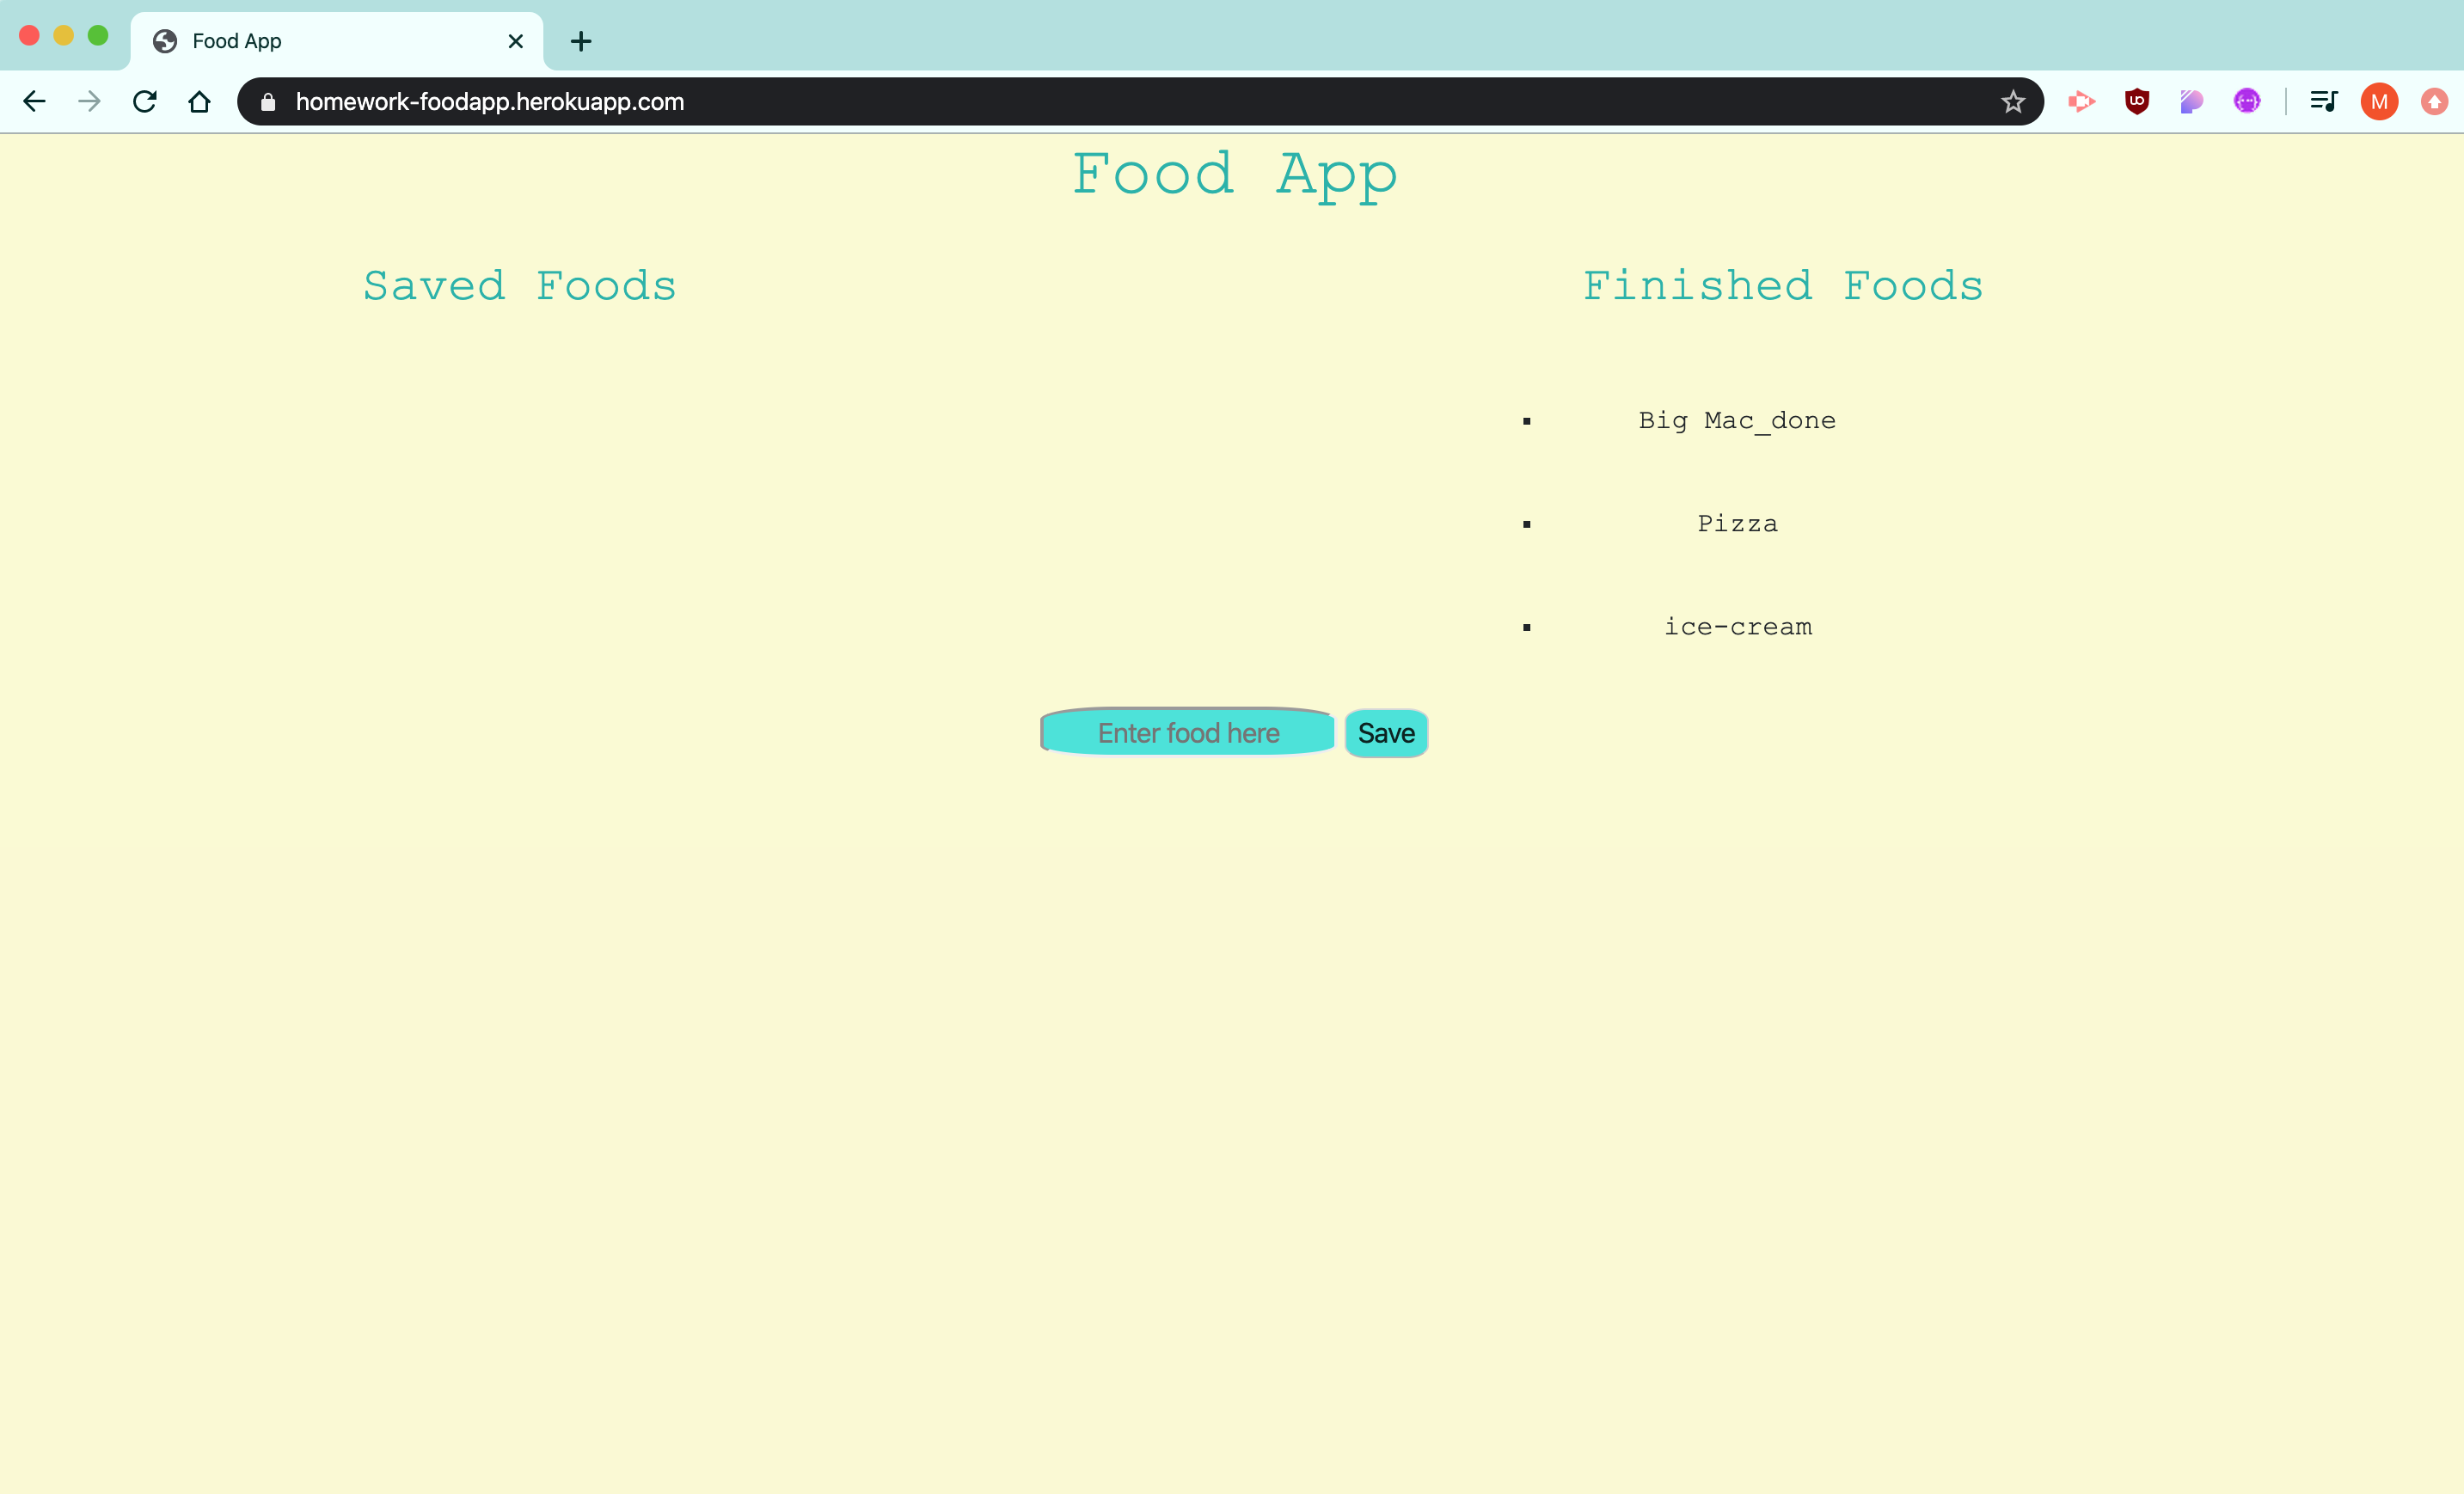 Food App
homework-foodapp.herokuapp.com
M
Food App
Saved Foods
Finished Foods
Big Mac_done
Pizza
ice-cream
Enter food here
Save